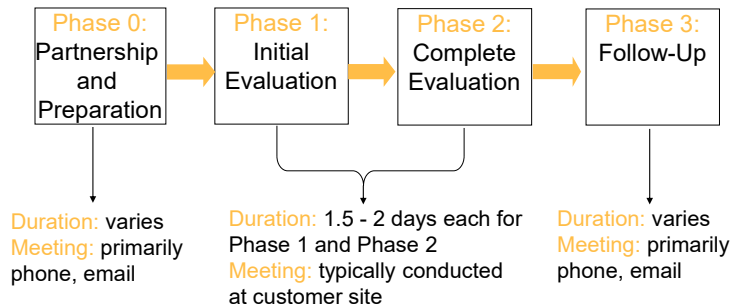 Phase 0:
Partnership
and
Preparation
Phase 1:
Initial
Evaluation
Phase 2:
Complete
Evaluation
Phase 3:
Follow-Up
Duration: varies
Meeting: primarily
phone, email
Duration: 1.5 - 2 days each for
Phase 1 and Phase 2
Meeting: typically conducted
at customer site
Duration: varies
Meeting: primarily
phone, email